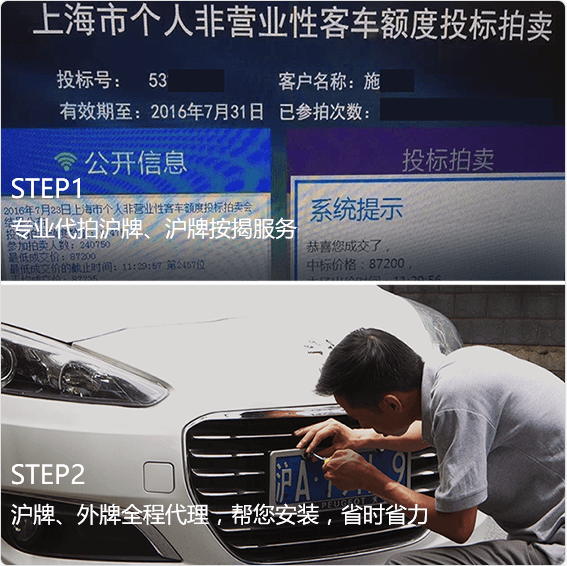 上海市个人非营业性客车额度投标拍卖
投标号： 53
客户名称：施
有效期至：2016年7月31日
已参拍次数：
公开信息
投标拍卖
STEP1
2016年7月23日上海市个人非营业性客车额度投标拍卖会
系统提示
专业代拍沪牌、沪牌按揭服务
参加拍卖人数：240750
恭喜您成交了，
最低成交价：87200
中标价格：87200，
最低成交价的截止时间：11:29:57 第2457位
11:29:56
平均成交价：87235
STEP2
沪A 9
PEUGEOT
沪牌、外牌全程代理，帮您安装，省时省力